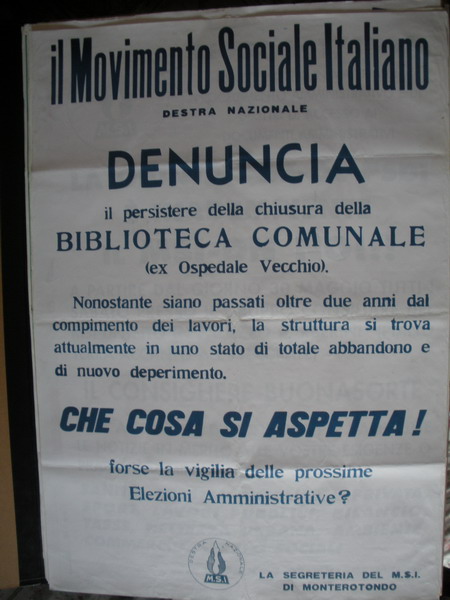 il Movimento Sociale Italiano
DESTRA NAZIONALE
DENUNCIA
il persistere della chiusura della
BIBLIOTECA COMUNALE
(ex Ospedale Vecchio).
Nonostante siano passati oltre due anni dal
compimento dei lavori, la struttura si trova
attualmente in uno stato di totale abbandono e
di nuovo deperimento.
CHE COSA SI ASPETTA!
forse la vigilia delle prossime
Elezioni Amministrative?
DESTRA NAZIONALE
M.S.I
LA SEGRETERIA DEL M.S.I.
DI MONTEROTONDO